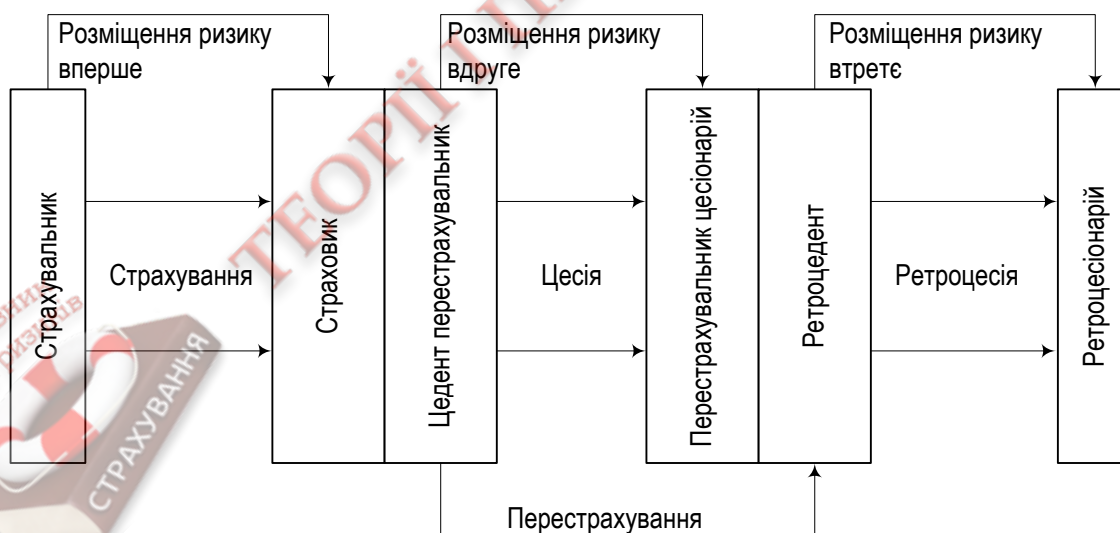 Розміщення ризику
вперше
Розміщення ризику
вдруге
Розміщення ризику
втретє
Страхувальник
Страхування
Страховик
Цедент перестрахувальник
Цесія
Перестрахувальник цесіонарій
Ретроцедент
Ретроцесія
Ретроцесіонарій
Перестрахування
ТЕОРІЇ І
СТРАХУВАННЯ